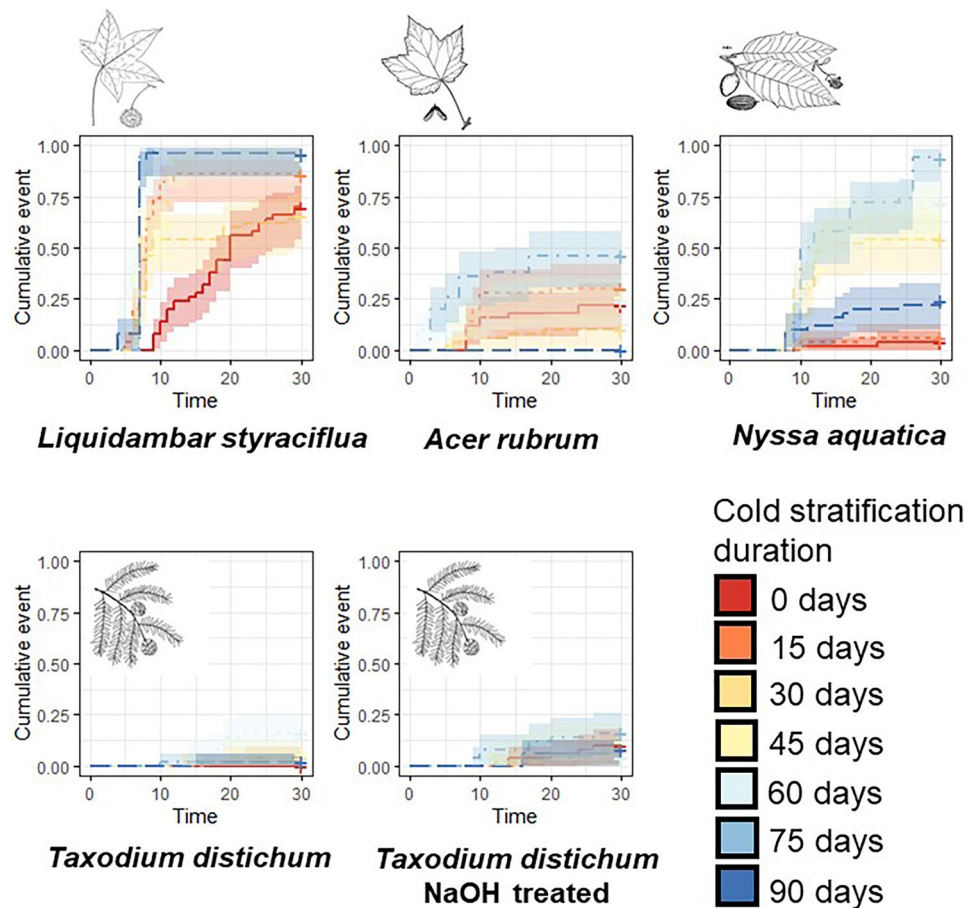 1.00
0.75
0.50
0.25
0.00
Cumulative event
0 10 20 30
Time
Liquidambar styraciflua
1.00
0.75
0.50
0.25
0.00
Cumulative event
0 10 20 30
Time
Acer rubrum
1.00
0.75
0.50
0.25
0.00
Cumulative event
0 10 20 30
Time
Nyssa aquatica
1.00
0.75
0.50
0.25
0.00
Cumulative event
0 10 20 30
Time
Taxodium distichum
1.00
0.75
0.50
0.25
0.00
Cumulative event
0 10 20 30
Time
Taxodium distichum
NaOH treated
Cold stratification
duration
0 days
15 days
30 days
45 days
60 days
75 days
90 days